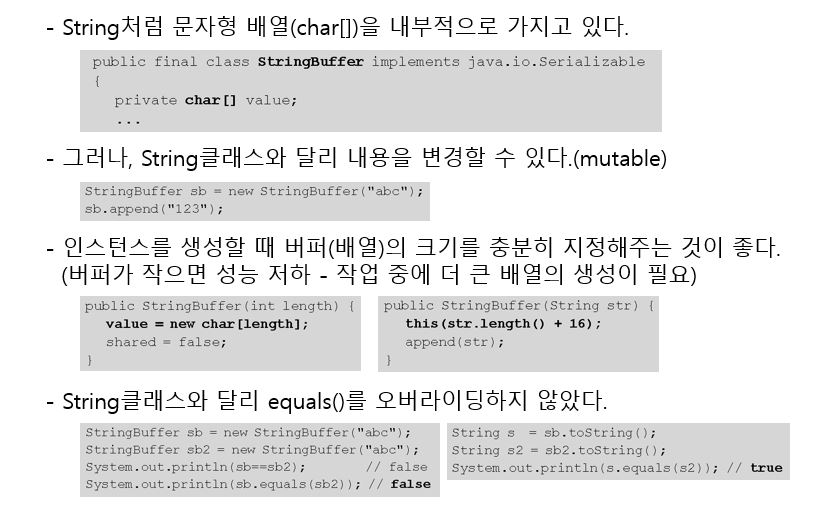 - String처럼 문자형 배열(char[])을 내부적으로 가지고 있다.
public final class StringBuffer implements java.io.Serializable
{
private char[] value;
...
- 그러나, String클래스와 달리 내용을 변경할 수 있다.(mutable)
StringBuffer sb = new StringBuffer("abc");
sb.append("123");
- 인스턴스를 생성할 때 버퍼(배열)의 크기를 충분히 지정해주는 것이 좋다.
(버퍼가 작으면 성능 저하 - 작업 중에 더 큰 배열의 생성이 필요)
public StringBuffer(int length) {
value = new char[length];
shared = false;
}
public StringBuffer(String str) {
this(str.length() + 16);
append(str);
}
- String클래스와 달리 equals()를 오버라이딩하지 않았다.
StringBuffer sb = new StringBuffer("abc");
StringBuffer sb2 = new StringBuffer("abc");
System.out.println(sb==sb2); // false
System.out.println(sb.equals(sb2)); // false
String s = sb.toString();
String s2 = sb2.toString();
System.out.println(s.equals(s2)); // true